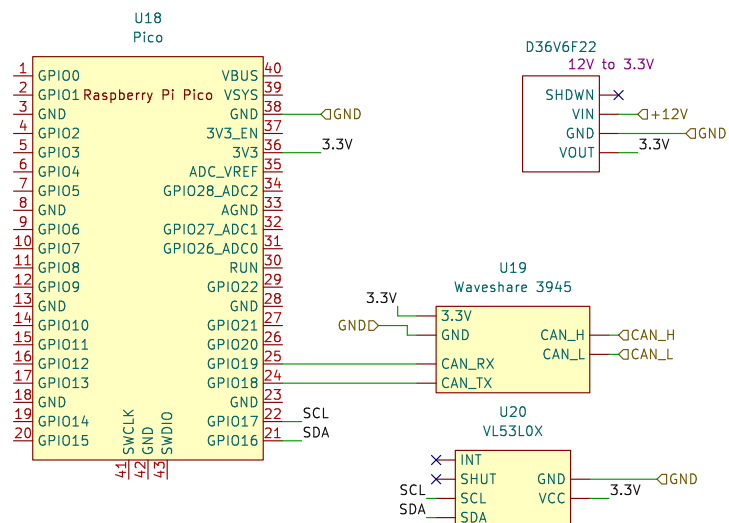 U18
Pico
1 GPIO0 VBUS 40
2 GPIO1 Raspberry Pi Pico VSYS 39
3 GND GND 38 GND
4 GPIO2 3V3_EN 37
5 GPIO3 3V3 36 3.3V
6 GPIO4 ADC_VREF 35
7 GPIO5 GPIO28_ADC2 34
8 GND AGND 33
9 GPIO6 GPIO27_ADC1 32
10 GPIO7 GPIO26_ADC0 31
11 GPIO8 RUN 30
12 GPIO9 GPIO22 29
13 GND GND 28
14 GPIO10 GPIO21 27
15 GPIO11 GPIO20 26
16 GPIO12 GPIO19 25
17 GPIO13 GPIO18 24
18 GND GND 23
19 GPIO14 GPIO17 22 SCL
20 GPIO15 GPIO16 21 SDA
SWCLK GND SWDIO
41 42 43
D36V6F22
12V to 3.3V
SHDWN
VIN +12V
GND GND
VOUT 3.3V
U19
Waveshare 3945
3.3V 3.3V
GND GND CAN_H CAN_H
CAN_L CAN_L
CAN_RX
CAN_TX
U20
VL53L0X
INT
SHUT GND GND
SCL SCL VCC 3.3V
SDA SDA